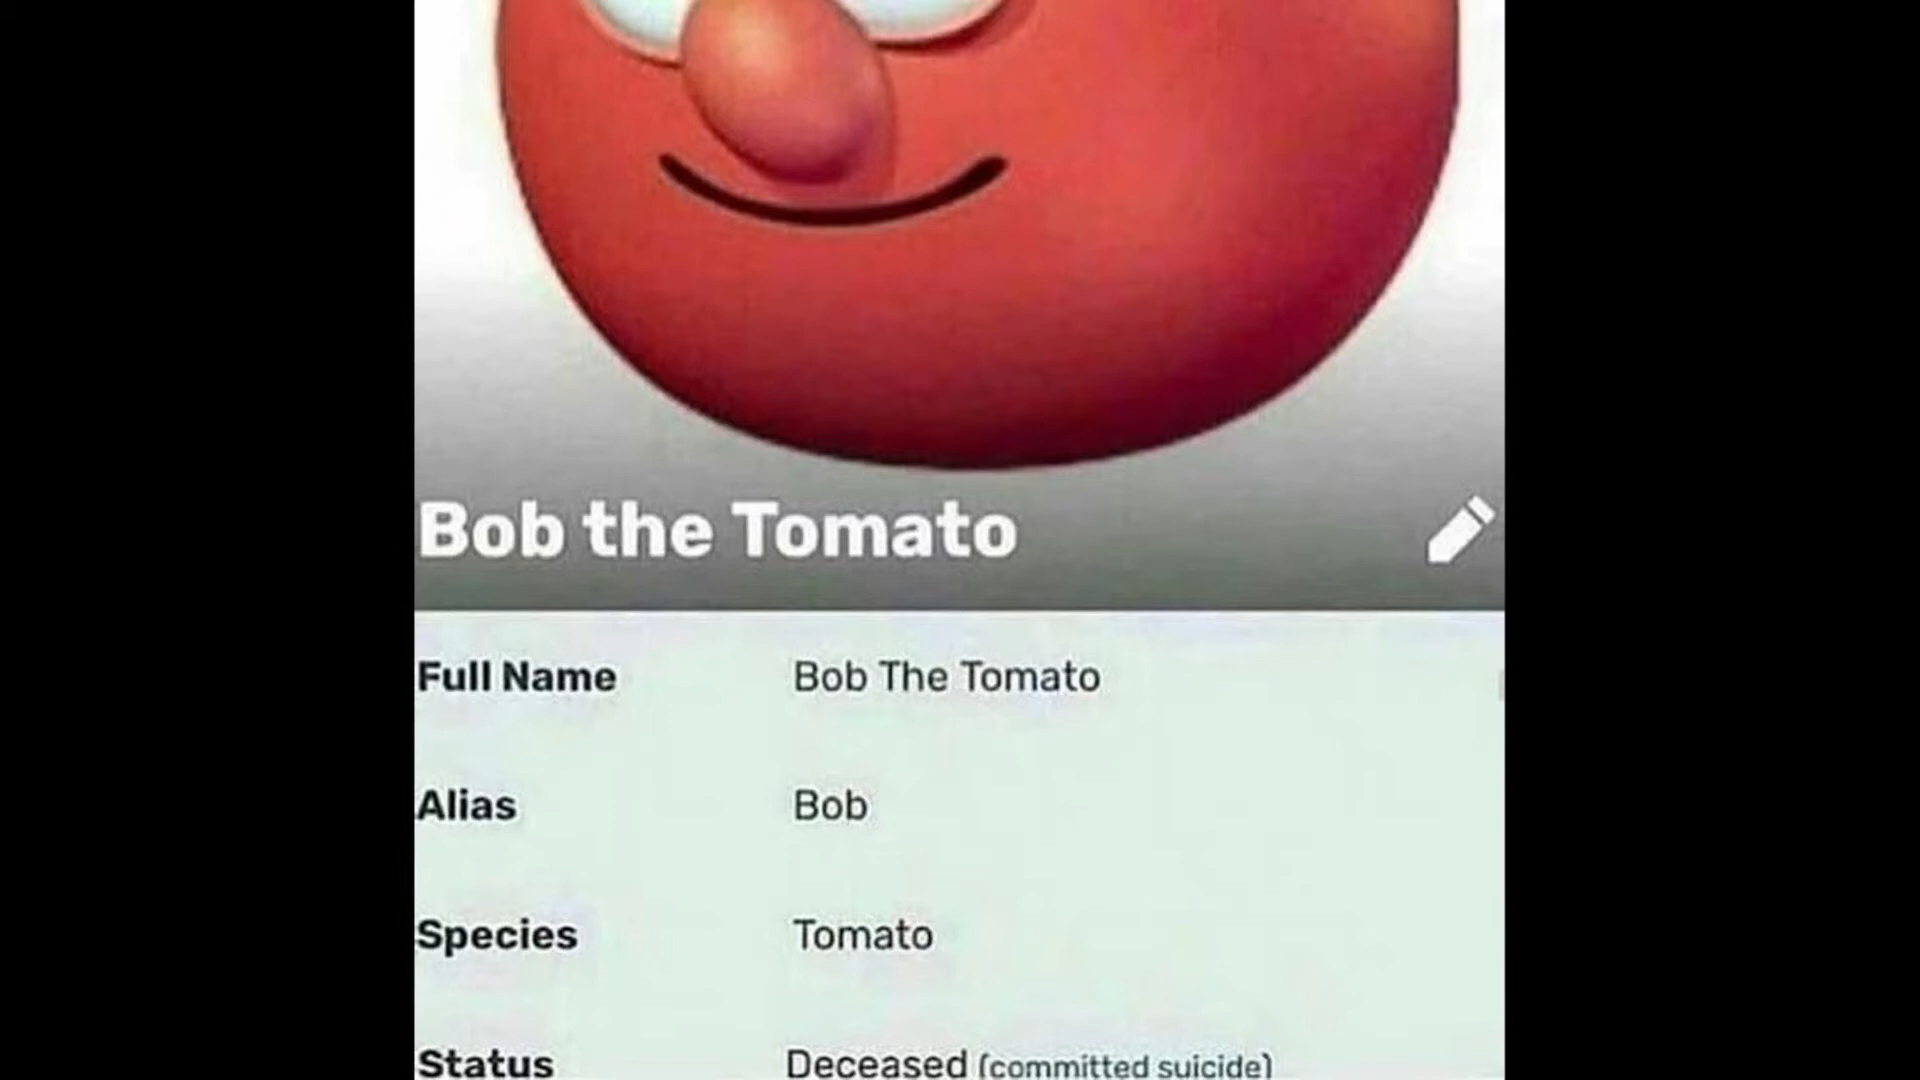 Bob the Tomato
Full Name Bob The Tomato
Alias Bob
Species Tomato
Status Deceased (committed suicide)